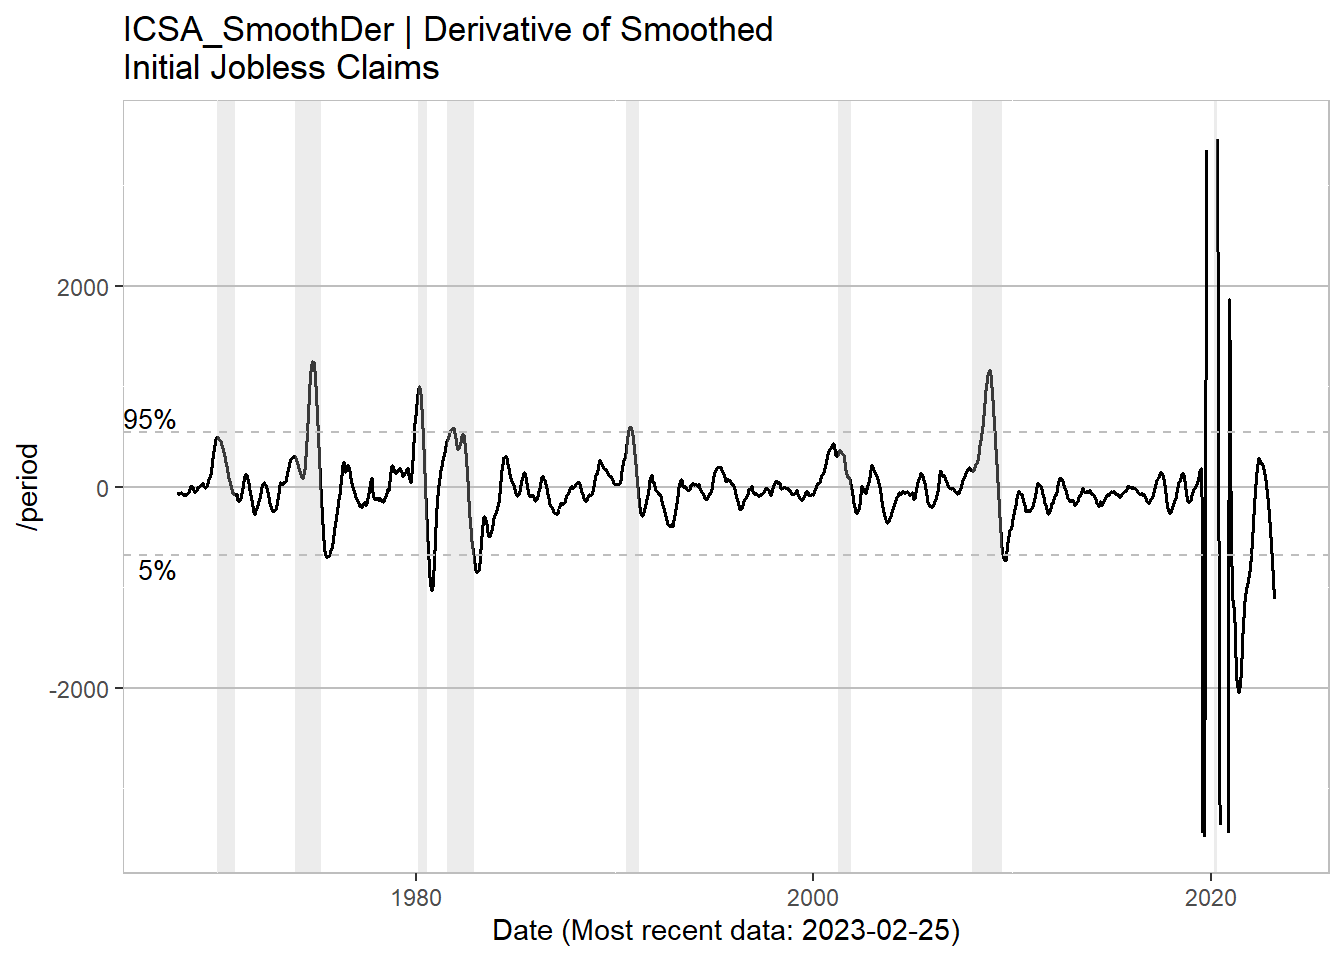 ICSA_SmoothDer | Derivative of Smoothed
Initial Jobless Claims
2000
95%
0
/period
5%
-2000
1980
2000
2020
Date (Most recent data: 2023-02-25)